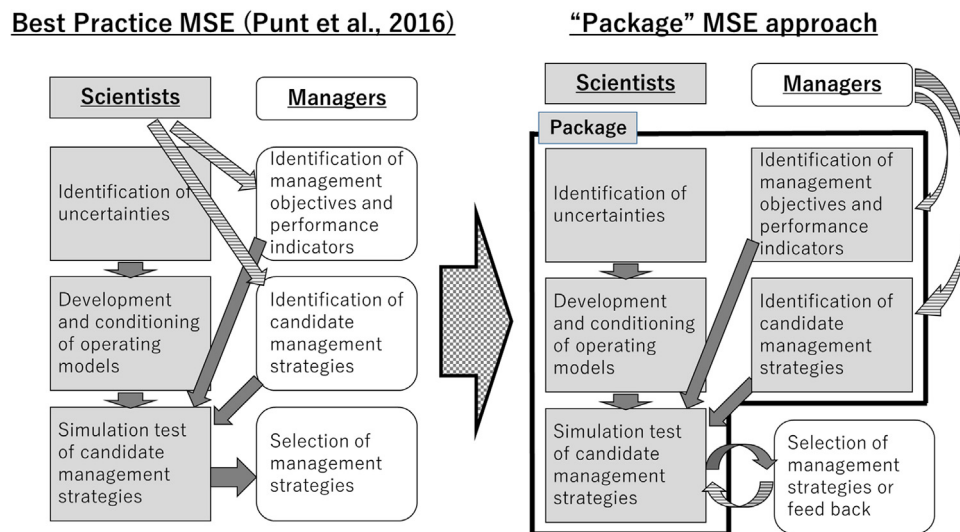 Best Practice MSE (Punt et al., 2016)
Scientists
Managers
Identification of
uncertainties
Identification of
management
objectives and
performance
indicators
Development
and conditioning
of operating
models
Identification of
candidate
management
strategies
Simulation test
of candidate
management
strategies
Selection of
management
strategies
“Package” MSE approach
Scientists
Managers
Package
Identification of
uncertainties
Identification of
management
objectives and
performance
indicators
Development
and conditioning
of operating
models
Identification of
candidate
management
strategies
Simulation test
of candidate
management
strategies
Selection of
management
strategies or
feed back